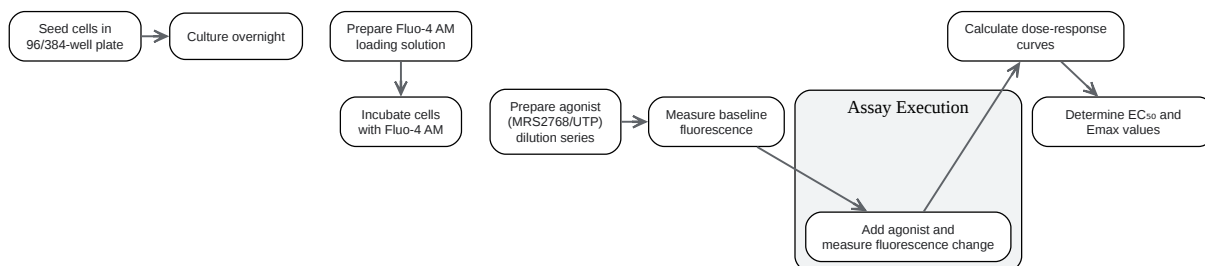 Seed cells in
96/384-well plate
Culture overnight
Prepare Fluo-4 AM
loading solution
Incubate cells
with Fluo-4 AM
Prepare agonist
(MRS2768/UTP)
dilution series
Measure baseline
fluorescence
Assay Execution
Add agonist and
measure fluorescence change
Calculate dose-response
curves
Determine EC₅₀ and
Emax values